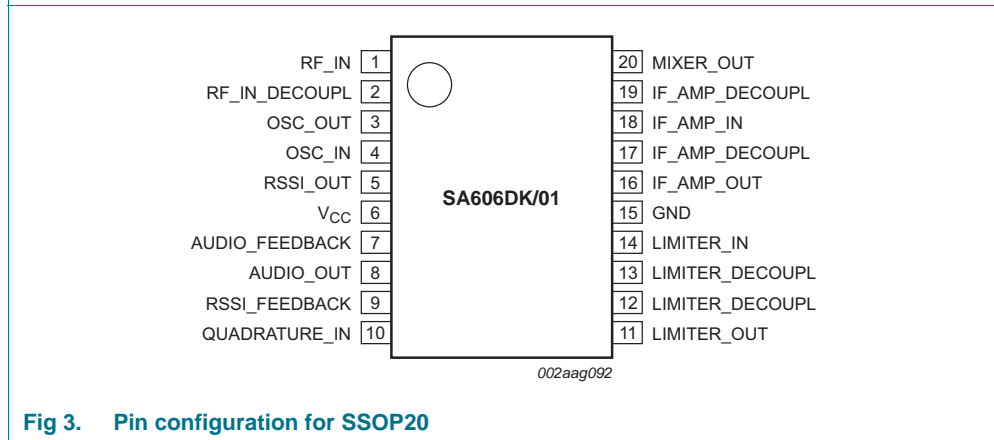 RF_IN 1
RF_IN_DECOUPL 2
OSC_OUT 3
OSC_IN 4
RSSI_OUT 5
VCC 6
AUDIO_FEEDBACK 7
AUDIO_OUT 8
RSSI_FEEDBACK 9
QUADRATURE_IN 10
SA606DK/01
20 MIXER_OUT
19 IF_AMP_DECOUPL
18 IF_AMP_IN
17 IF_AMP_DECOUPL
16 IF_AMP_OUT
15 GND
14 LIMITER_IN
13 LIMITER_DECOUPL
12 LIMITER_DECOUPL
11 LIMITER_OUT
002aag092
Fig 3. Pin configuration for SSOP20